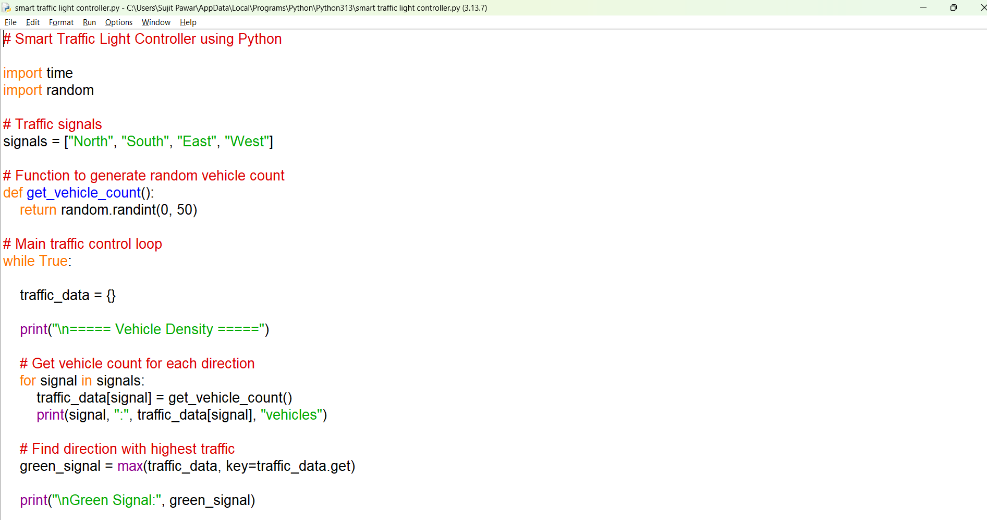 smart traffic light controller.py - C:\Users\Sujit Pawar\AppData\Local\Programs\Python\Python313\smart traffic light controller.py (3.13.7)
File Edit Format Run Options Window Help
# Smart Traffic Light Controller using Python
import time
import random
# Traffic signals
signals = ["North", "South", "East", "West"]
# Function to generate random vehicle count
def get_vehicle_count():
    return random.randint(0, 50)
# Main traffic control loop
while True:
    traffic_data = {}
    print("\n===== Vehicle Density =====")
    # Get vehicle count for each direction
    for signal in signals:
        traffic_data[signal] = get_vehicle_count()
        print(signal, ":", traffic_data[signal], "vehicles")
    # Find direction with highest traffic
    green_signal = max(traffic_data, key=traffic_data.get)
    print("\nGreen Signal:", green_signal)